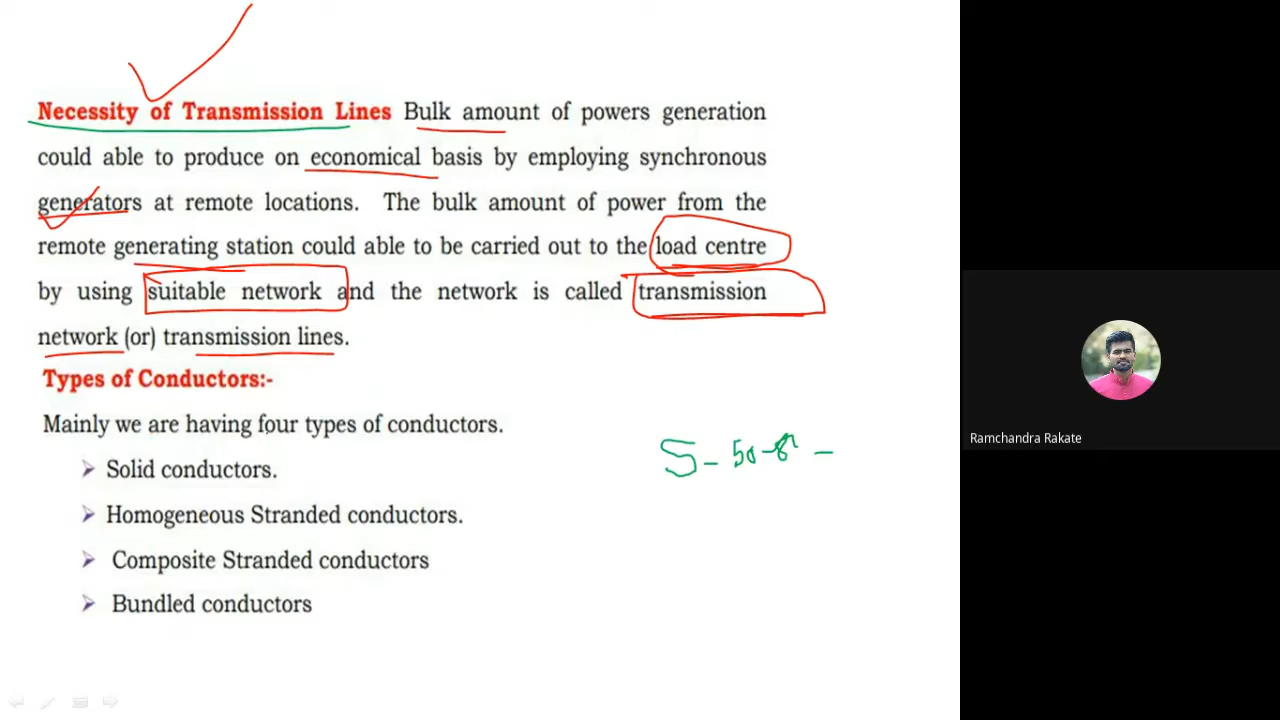 Necessity of Transmission Lines Bulk amount of powers generation
could able to produce on economical basis by employing synchronous
generators at remote locations. The bulk amount of power from the
remote generating station could able to be carried out to the load centre
by using suitable network and the network is called transmission
network (or) transmission lines.
Types of Conductors:-
Mainly we are having four types of conductors.
Solid conductors.
Homogeneous Stranded conductors.
Composite Stranded conductors
Bundled conductors
Ramchandra Rakate